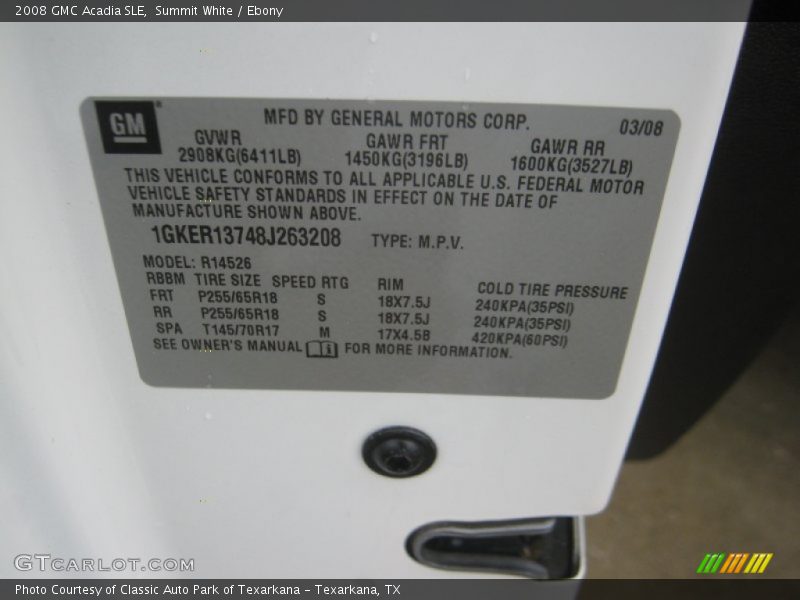 2008 GMC Acadia SLE, Summit White / Ebony
GM
MFD BY GENERAL MOTORS CORP. 03/08
GVWR GAWR FRT GAWR RR
2908KG(6411LB) 1450KG(3196LB) 1600KG(3527LB)
THIS VEHICLE CONFORMS TO ALL APPLICABLE U.S. FEDERAL MOTOR
VEHICLE SAFETY STANDARDS IN EFFECT ON THE DATE OF
MANUFACTURE SHOWN ABOVE.
1GKER13748J263208 TYPE: M.P.V.
MODEL: R14526
RBBM TIRE SIZE SPEED RTG RIM COLD TIRE PRESSURE
FRT P255/65R18 S 18X7.5J 240KPA(35PSI)
RR P255/65R18 S 18X7.5J 240KPA(35PSI)
SPA T145/70R17 M 17X4.5B 420KPA(60PSI)
SEE OWNER'S MANUAL FOR MORE INFORMATION.
GTcarlot.com
Photo Courtesy of Classic Auto Park of Texarkana - Texarkana, TX